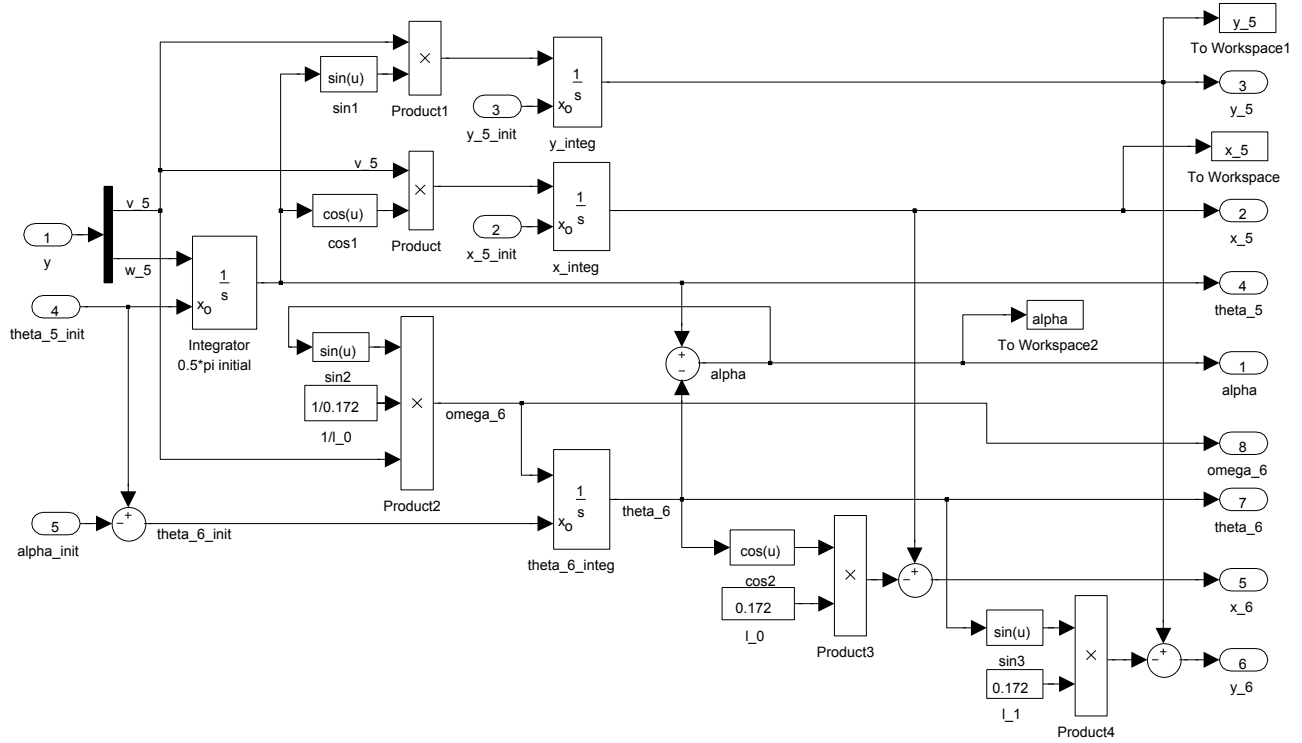 y_5
To Workspace1
×
sin(u)
sin1
Product1
1
s
xo
3
y_5_init
y_integ
3
y_5
x_5
To Workspace
v_5
×
cos(u)
cos1
Product
1
s
xo
2
x_5_init
x_integ
2
x_5
v_5
1
y
w_5
1
s
xo
4
theta_5_init
Integrator
0.5*pi initial
4
theta_5
alpha
To Workspace2
sin(u)
sin2
+
−
alpha
1
alpha
1/0.172
1/l_0
×
omega_6
Product2
8
omega_6
1
s
xo
theta_6
theta_6_integ
7
theta_6
5
alpha_init
+
−
theta_6_init
cos(u)
cos2
×
0.172
l_0
Product3
+
−
5
x_6
sin(u)
sin3
×
0.172
l_1
Product4
+
−
6
y_6